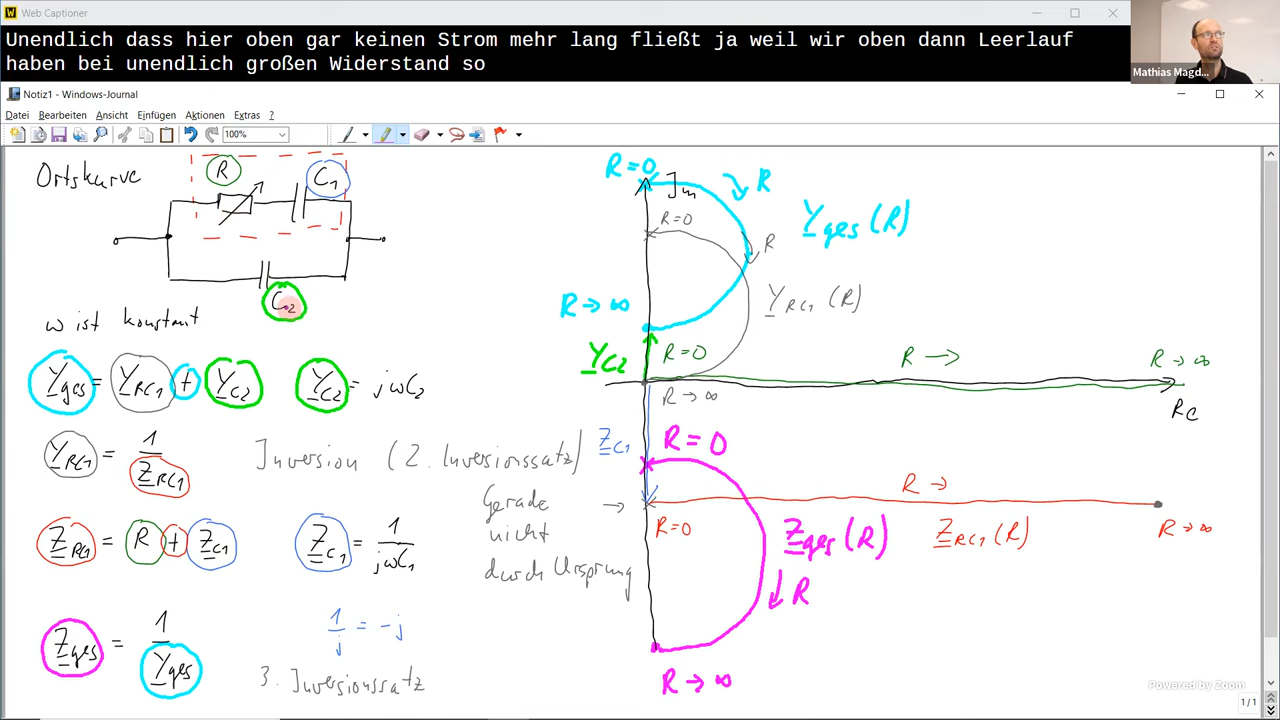 Web Captioner
Unendlich dass hier oben gar keinen Strom mehr lang fließt ja weil wir oben dann Leerlauf
haben bei unendlich großen Widerstand so
Mathias Magd...
Notiz1 - Windows-Journal
Datei Bearbeiten Ansicht Einfügen Aktionen Extras ?
100%
Ortskurve
R
C1
C2
ω ist konstant
Yges = YRC1 + YC2
YC2 = jωC2
YRC1 = 1 / ZRC1
Inversion (2. Inversionssatz)
Gerade
nicht
durch Ursprung
→
ZRC1 = R + ZC1
ZC1 = 1 / jωC1
Zges = 1 / Yges
1 / j = -j
3. Inversionssatz
R=0
Im
R
Yges (R)
R=0
R
R → ∞
YRC1 (R)
YC2
R=0
R →
R → ∞
R → ∞
Re
ZC1
R = 0
R →
R=0
Zges (R)
ZRC1 (R)
R → ∞
R
R → ∞
Powered by Zoom
1 / 1